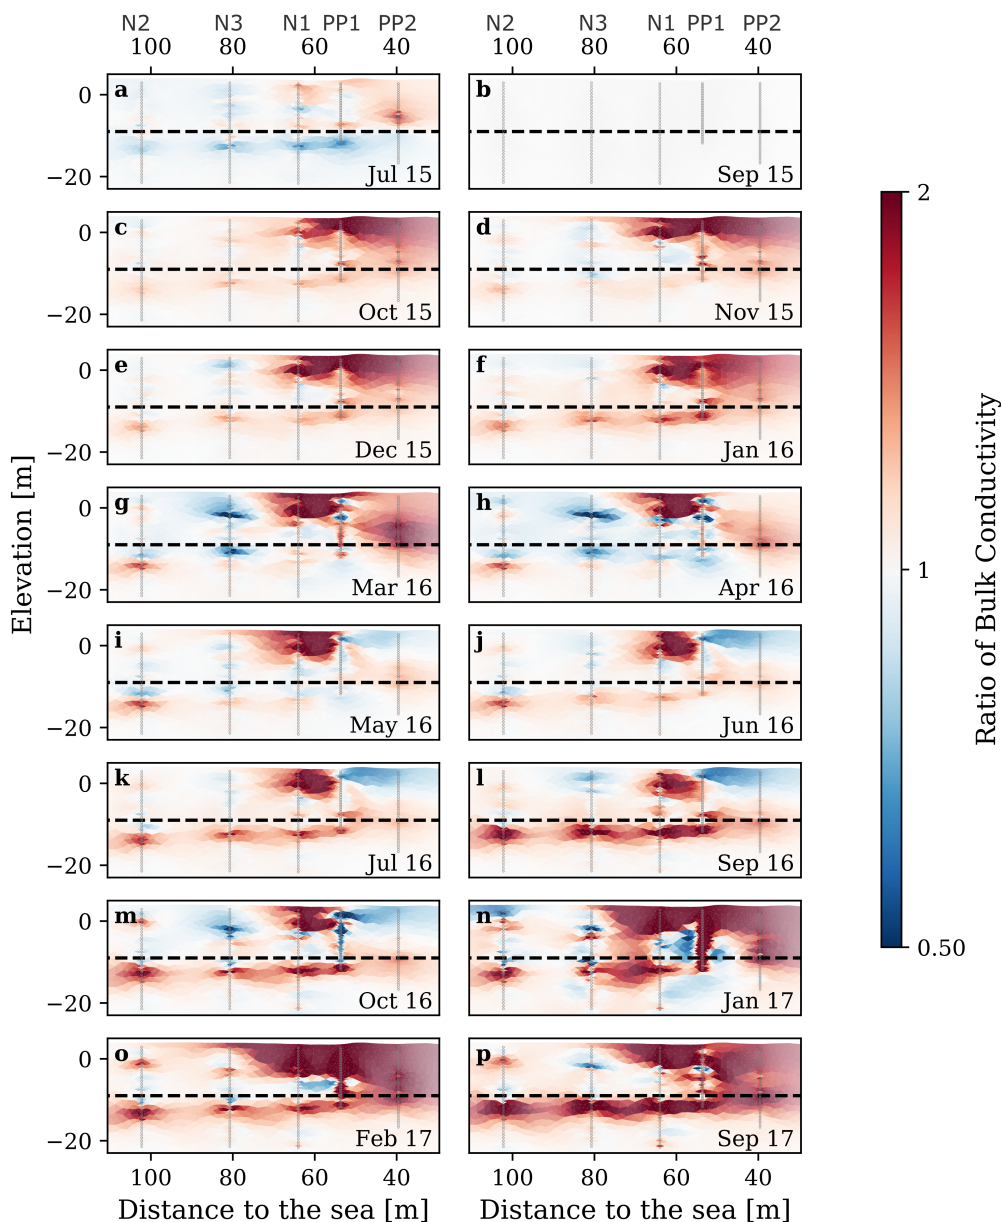 N2 N3 N1 PP1 PP2 N2 N3 N1 PP1 PP2
100 80 60 40 100 80 60 40
a b
0
−20
Jul 15 Sep 15
c d
0
−20
Oct 15 Nov 15
e f
0
−20
Dec 15 Jan 16
g h
0
−20
Mar 16 Apr 16
i j
0
−20
May 16 Jun 16
k l
0
−20
Jul 16 Sep 16
m n
0
−20
Oct 16 Jan 17
o p
0
−20
Feb 17 Sep 17
100 80 60 40 100 80 60 40
Distance to the sea [m] Distance to the sea [m]
Elevation [m]
2
1
0.50
Ratio of Bulk Conductivity